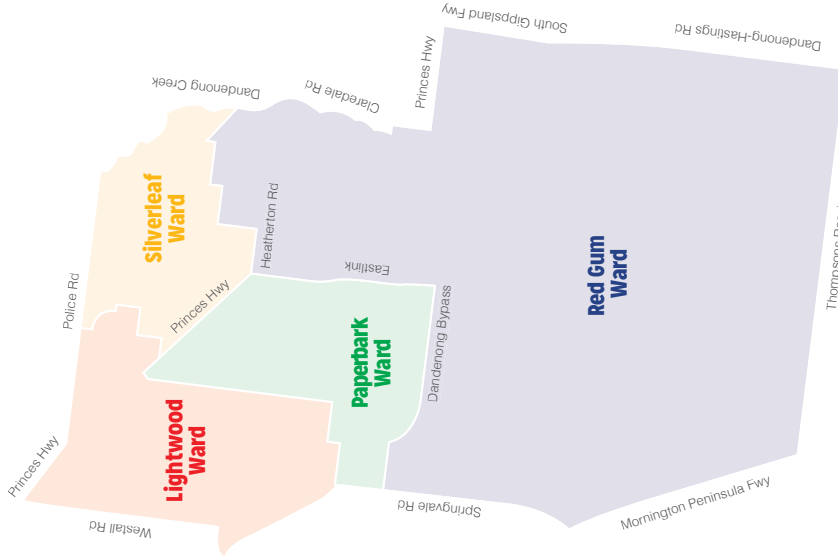 South Gippsland Fwy
Dandenong-Hastings Rd
Princes Hwy
Dandenong Creek
Claredale Rd
Silverleaf
Ward
Heatherton Rd
Eastlink
Red Gum
Ward
Police Rd
Princes Hwy
Paperbark
Ward
Dandenong Bypass
Lightwood
Ward
Princes Hwy
Westall Rd
Springvale Rd
Mornington Peninsula Fwy
Thompsons